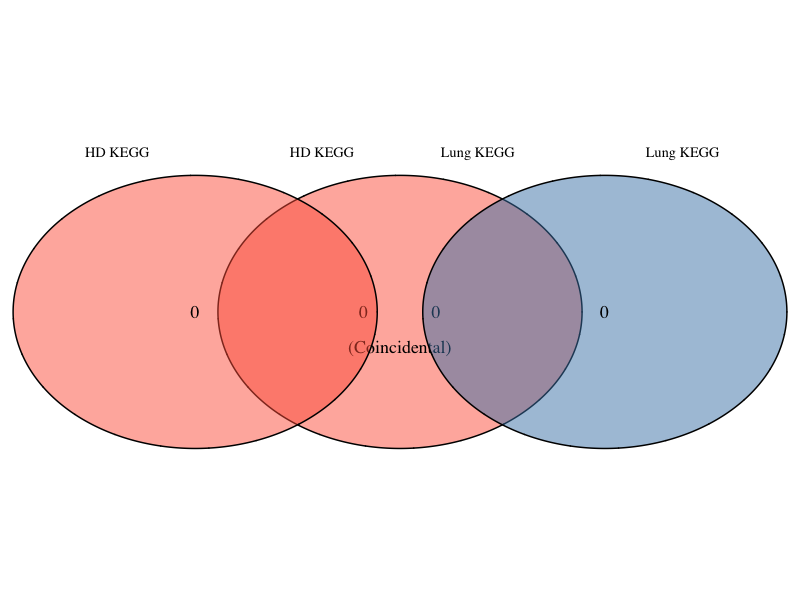 HD KEGG HD KEGG Lung KEGG Lung KEGG
0 0 0 0
(Coincidental)